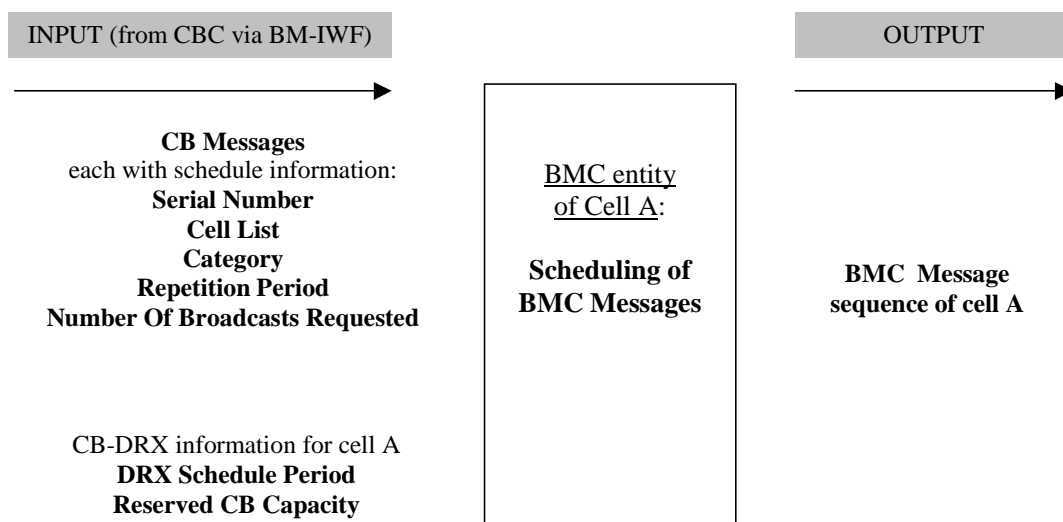 INPUT (from CBC via BM-IWF)
OUTPUT
CB Messages
each with schedule information:
Serial Number
Cell List
Category
Repetition Period
Number Of Broadcasts Requested
BMC entity
of Cell A:
Scheduling of
BMC Messages
BMC Message
sequence of cell A
CB-DRX information for cell A
DRX Schedule Period
Reserved CB Capacity